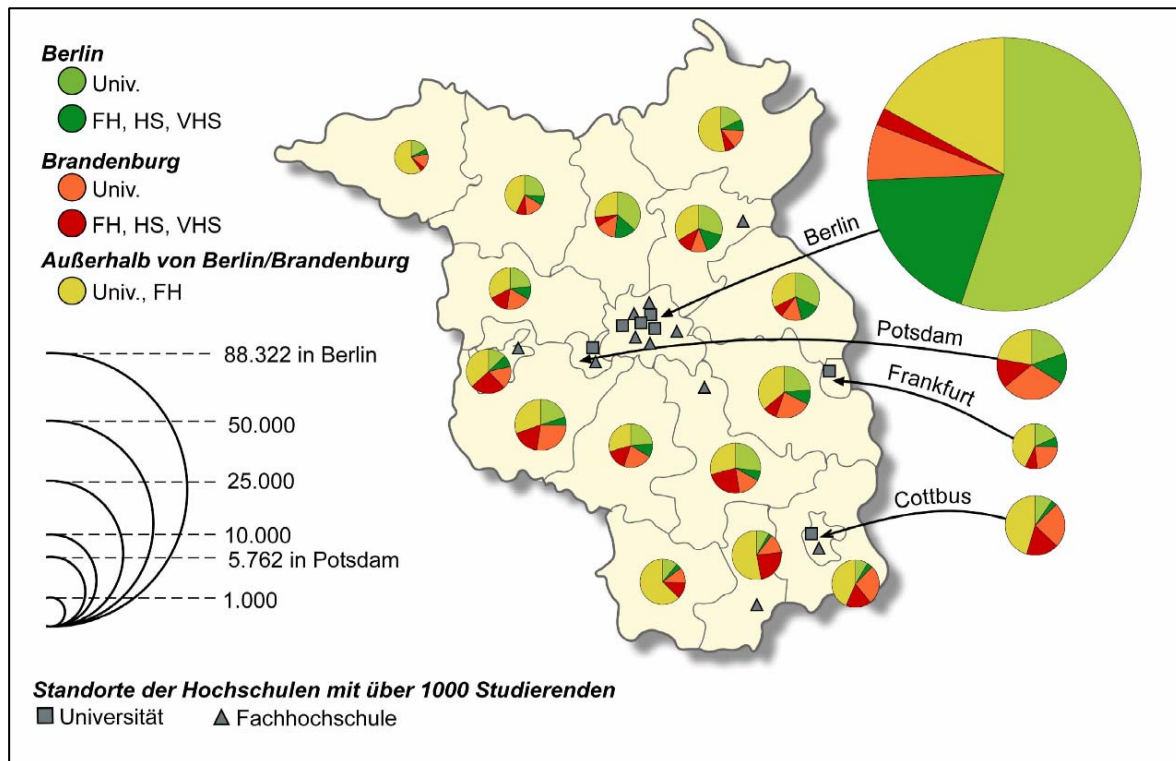 Berlin
Univ.
FH, HS, VHS
Brandenburg
Univ.
FH, HS, VHS
Außerhalb von Berlin/Brandenburg
Univ., FH
88.322 in Berlin
50.000
25.000
10.000
5.762 in Potsdam
1.000
Berlin
Potsdam
Frankfurt
Cottbus
Standorte der Hochschulen mit über 1000 Studierenden
Universität Fachhochschule